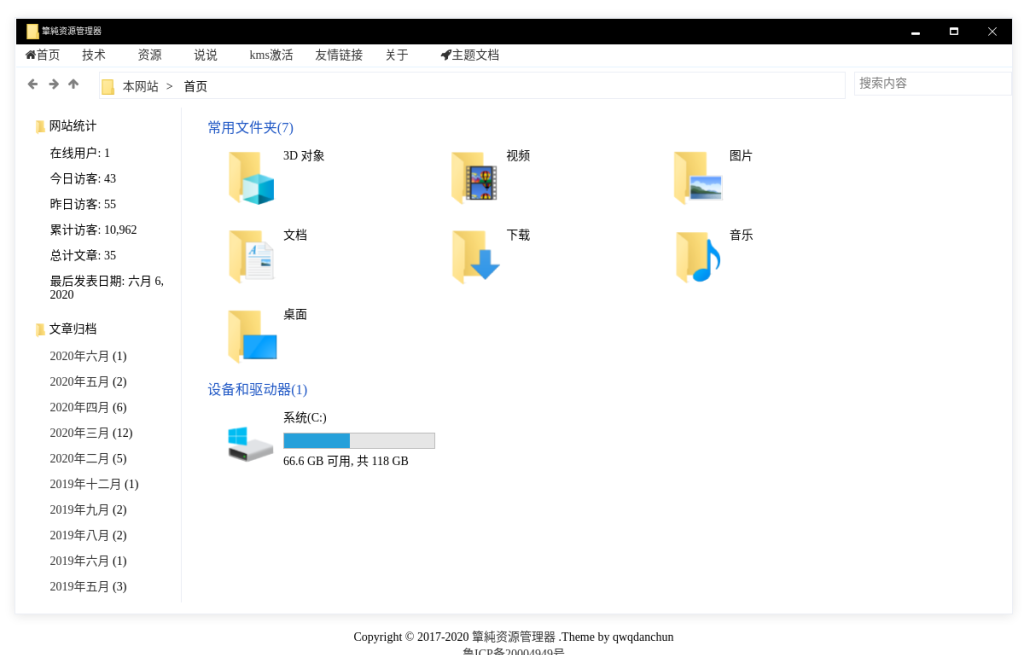 肇純资源管理器
首页 技术 资源 说说 kms激活 友情链接 关于 主题文档
本网站 > 首页
搜索内容
网站统计
在线用户: 1
今日访客: 43
昨日访客: 55
累计访客: 10,962
总计文章: 35
最后发表日期: 六月 6,
2020
文章归档
2020年六月 (1)
2020年五月 (2)
2020年四月 (6)
2020年三月 (12)
2020年二月 (5)
2019年十二月 (1)
2019年九月 (2)
2019年八月 (2)
2019年六月 (1)
2019年五月 (3)
常用文件夹(7)
3D 对象
视频
图片
文档
下载
音乐
桌面
设备和驱动器(1)
系统(C:)
66.6 GB 可用, 共 118 GB
Copyright © 2017-2020 肇純资源管理器 .Theme by qwqdanchun
鲁ICP备20004949号